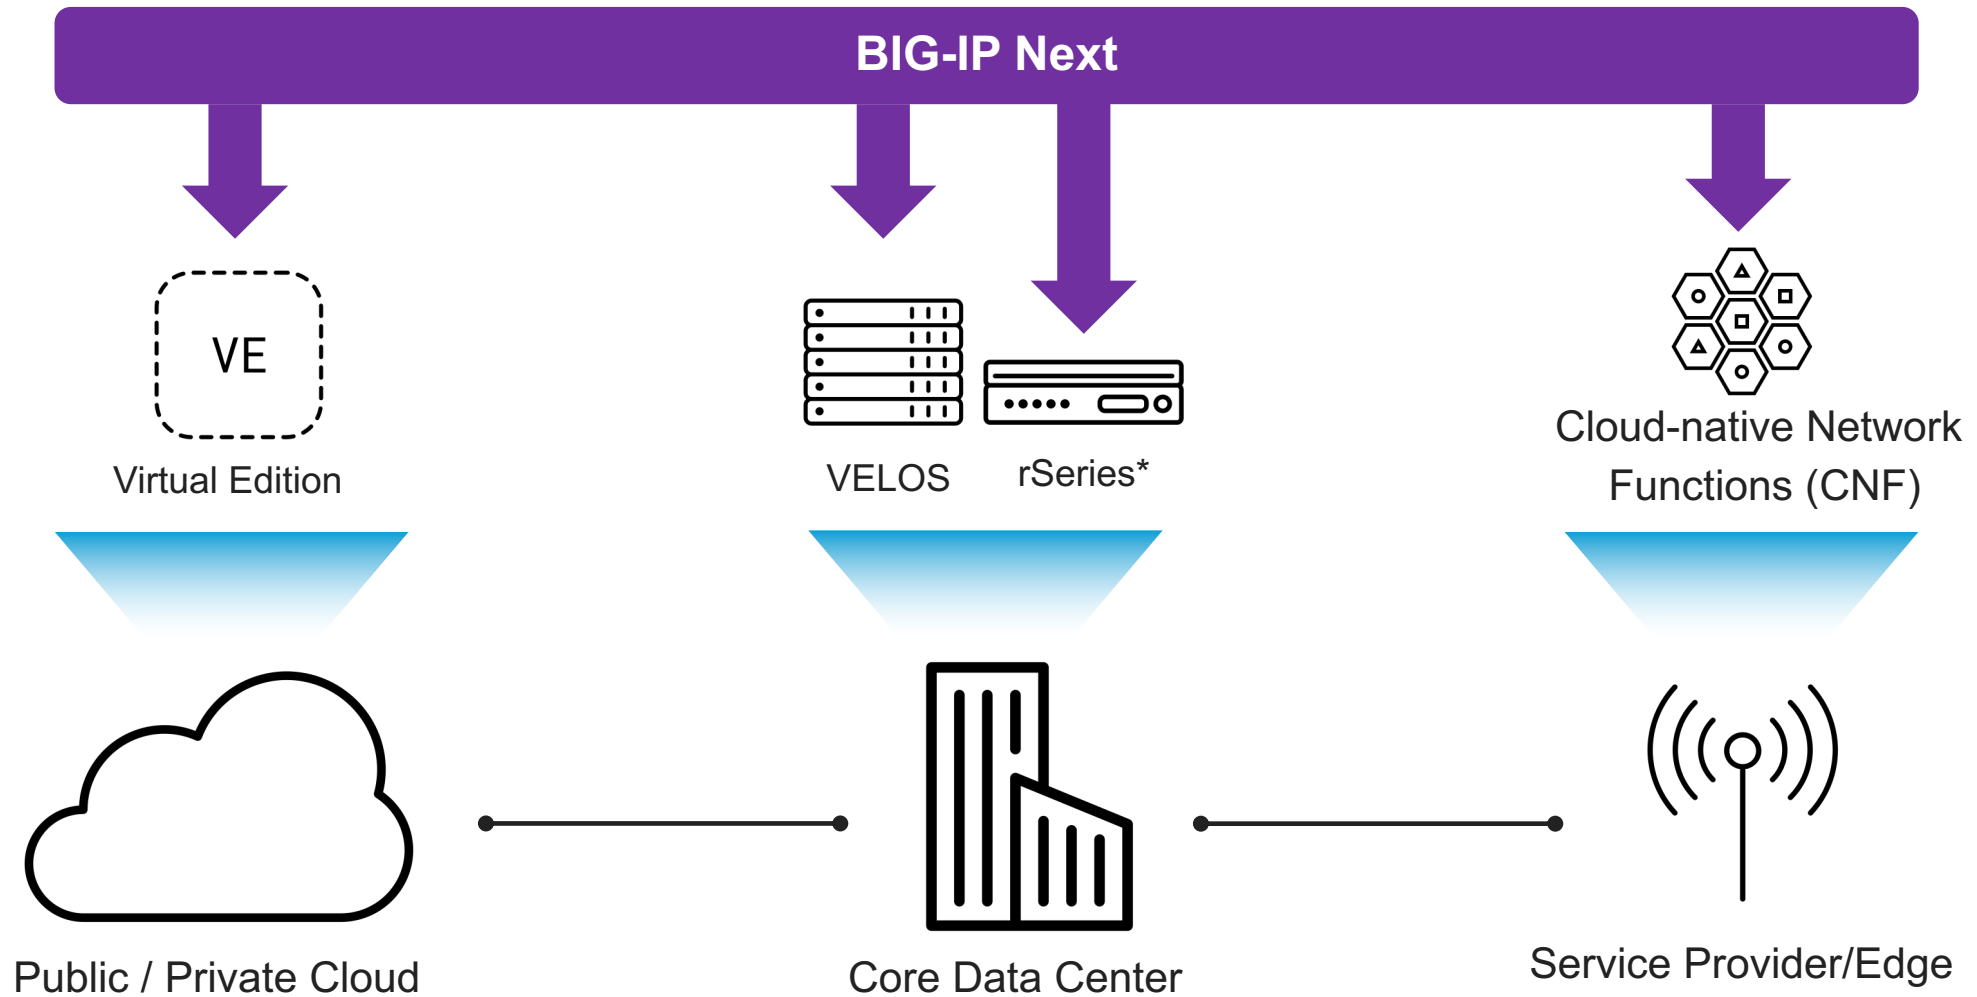 BIG-IP Next
VE
Virtual Edition
VELOS
rSeries*
Cloud-native Network
Functions (CNF)
Public / Private Cloud
Core Data Center
Service Provider/Edge